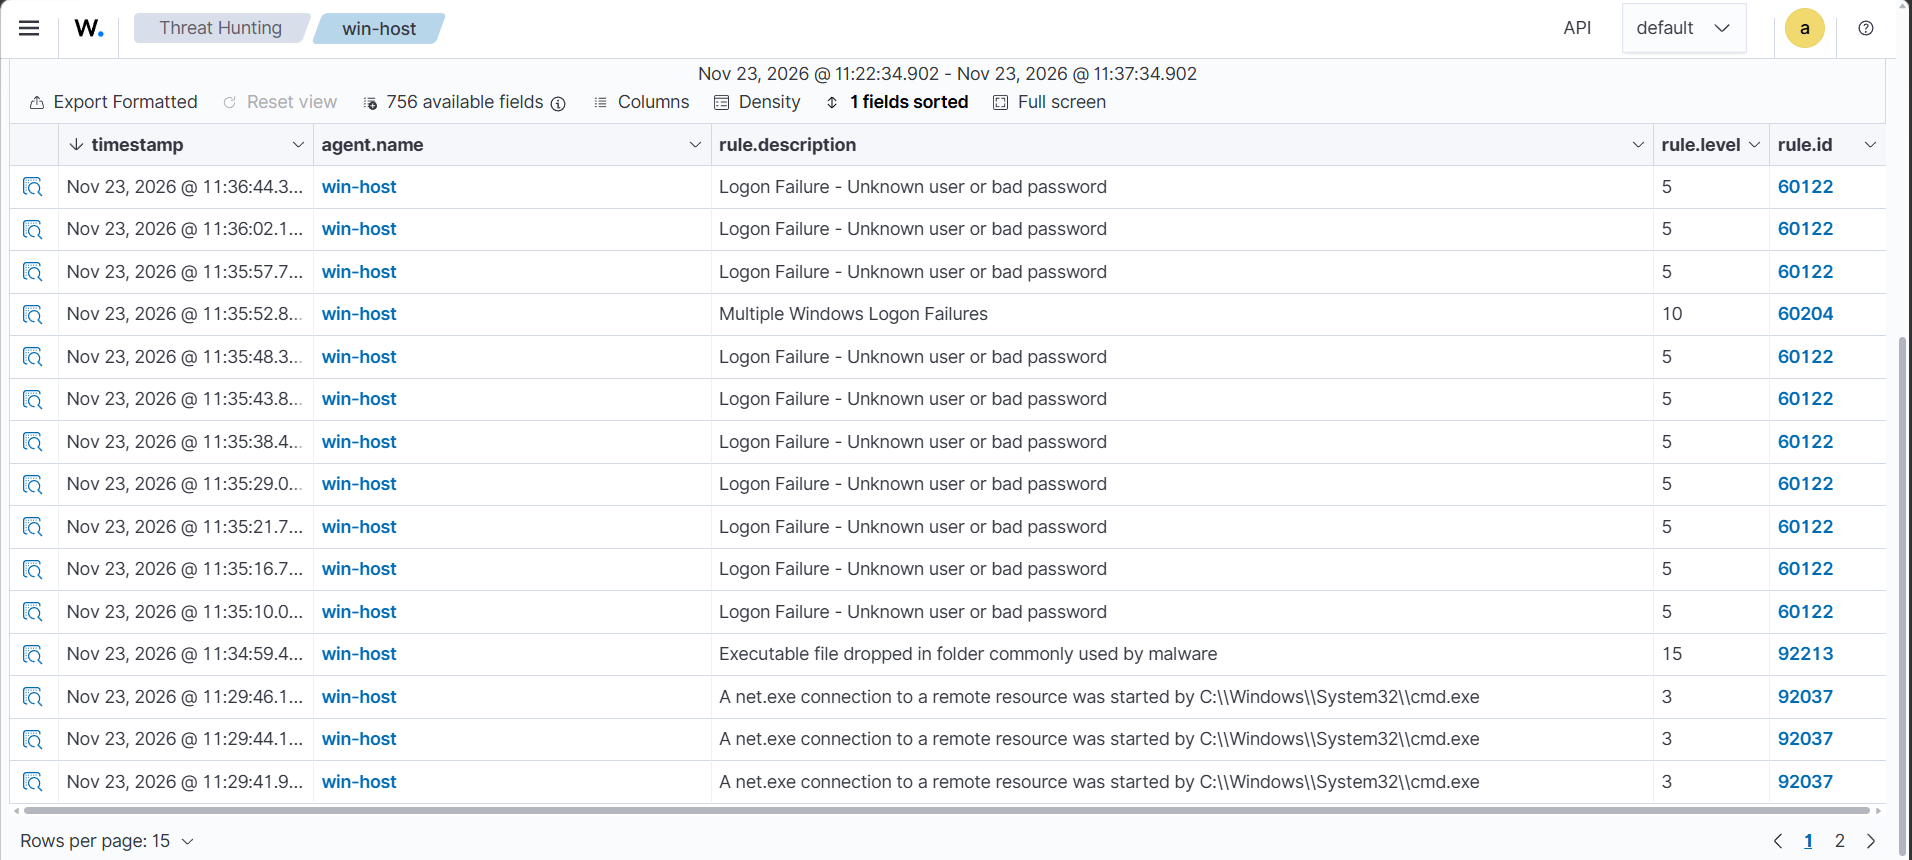 W.
Threat Hunting
win-host
API
default
a
Nov 23, 2026 @ 11:22:34.902 - Nov 23, 2026 @ 11:37:34.902
Export Formatted Reset view 756 available fields Columns Density 1 fields sorted Full screen
timestamp agent.name rule.description rule.level rule.id
Nov 23, 2026 @ 11:36:44.3... win-host Logon Failure - Unknown user or bad password 5 60122
Nov 23, 2026 @ 11:36:02.1... win-host Logon Failure - Unknown user or bad password 5 60122
Nov 23, 2026 @ 11:35:57.7... win-host Logon Failure - Unknown user or bad password 5 60122
Nov 23, 2026 @ 11:35:52.8... win-host Multiple Windows Logon Failures 10 60204
Nov 23, 2026 @ 11:35:48.3... win-host Logon Failure - Unknown user or bad password 5 60122
Nov 23, 2026 @ 11:35:43.8... win-host Logon Failure - Unknown user or bad password 5 60122
Nov 23, 2026 @ 11:35:38.4... win-host Logon Failure - Unknown user or bad password 5 60122
Nov 23, 2026 @ 11:35:29.0... win-host Logon Failure - Unknown user or bad password 5 60122
Nov 23, 2026 @ 11:35:21.7... win-host Logon Failure - Unknown user or bad password 5 60122
Nov 23, 2026 @ 11:35:16.7... win-host Logon Failure - Unknown user or bad password 5 60122
Nov 23, 2026 @ 11:35:10.0... win-host Logon Failure - Unknown user or bad password 5 60122
Nov 23, 2026 @ 11:34:59.4... win-host Executable file dropped in folder commonly used by malware 15 92213
Nov 23, 2026 @ 11:29:46.1... win-host A net.exe connection to a remote resource was started by C:\\Windows\\System32\\cmd.exe 3 92037
Nov 23, 2026 @ 11:29:44.1... win-host A net.exe connection to a remote resource was started by C:\\Windows\\System32\\cmd.exe 3 92037
Nov 23, 2026 @ 11:29:41.9... win-host A net.exe connection to a remote resource was started by C:\\Windows\\System32\\cmd.exe 3 92037
Rows per page: 15 1 2